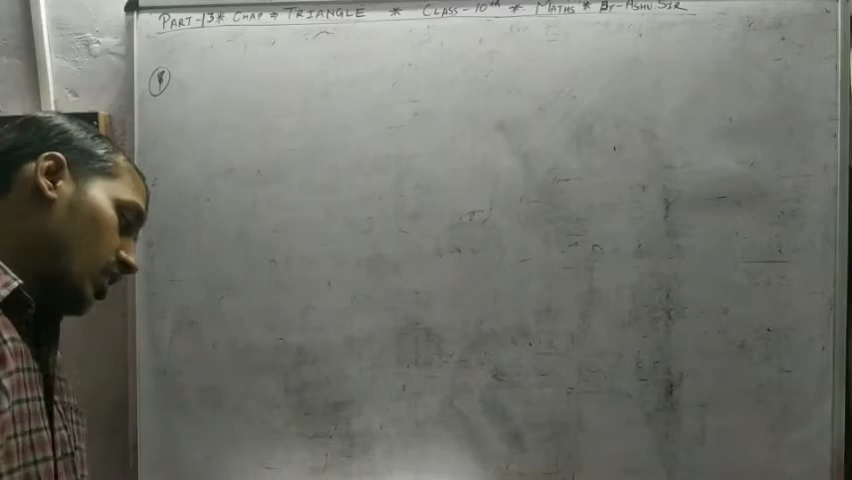 PART-13 * CHAP ⇒ TRIANGLE * CLASS-10th * MATHS * BY-ASHU SIR